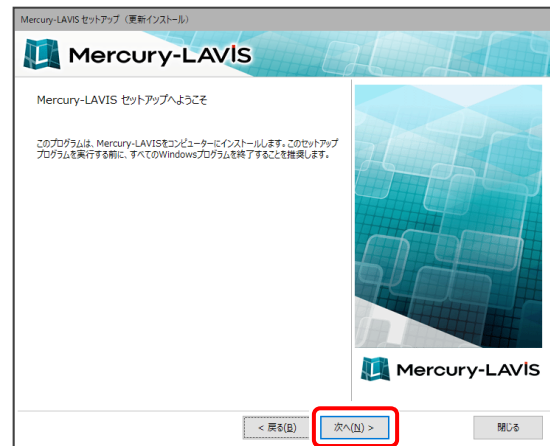 Mercury-LAVIS セットアップ（更新インストール）
Mercury-LAVIS
Mercury-LAVIS セットアップへようこそ
このプログラムは、Mercury-LAVISをコンピューターにインストールします。このセットアップ
プログラムを実行する前に、すべてのWindowsプログラムを終了することを推奨します。
Mercury-LAVIS
< 戻る(B)
次へ(N) >
閉じる